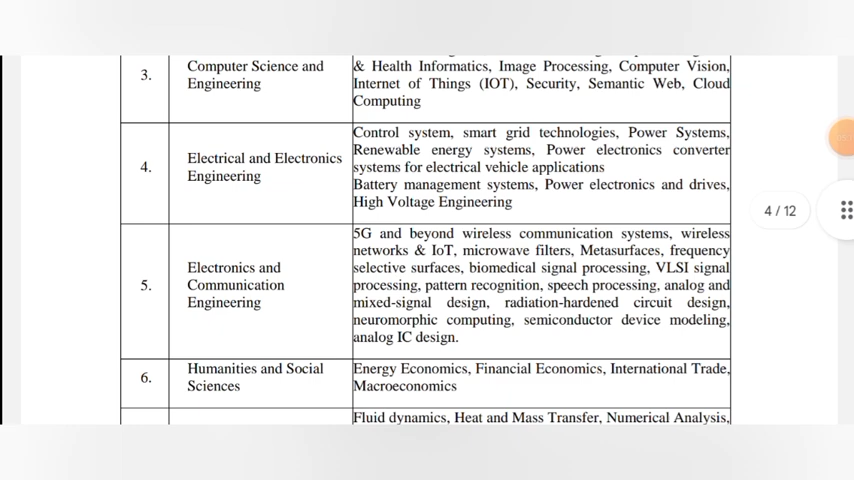 3.
Computer Science and
Engineering
& Health Informatics, Image Processing, Computer Vision,
Internet of Things (IOT), Security, Semantic Web, Cloud
Computing
4.
Electrical and Electronics
Engineering
Control system, smart grid technologies, Power Systems,
Renewable energy systems, Power electronics converter
systems for electrical vehicle applications
Battery management systems, Power electronics and drives,
High Voltage Engineering
5.
Electronics and
Communication
Engineering
5G and beyond wireless communication systems, wireless
networks & IoT, microwave filters, Metasurfaces, frequency
selective surfaces, biomedical signal processing, VLSI signal
processing, pattern recognition, speech processing, analog and
mixed-signal design, radiation-hardened circuit design,
neuromorphic computing, semiconductor device modeling,
analog IC design.
6.
Humanities and Social
Sciences
Energy Economics, Financial Economics, International Trade,
Macroeconomics
Fluid dynamics, Heat and Mass Transfer, Numerical Analysis,
4 / 12